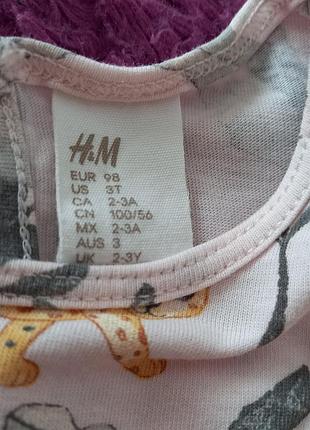 H&M
EUR 98
US 3T
CA 2-3A
CN 100/56
MX 2-3A
AUS 3
UK 2-3Y